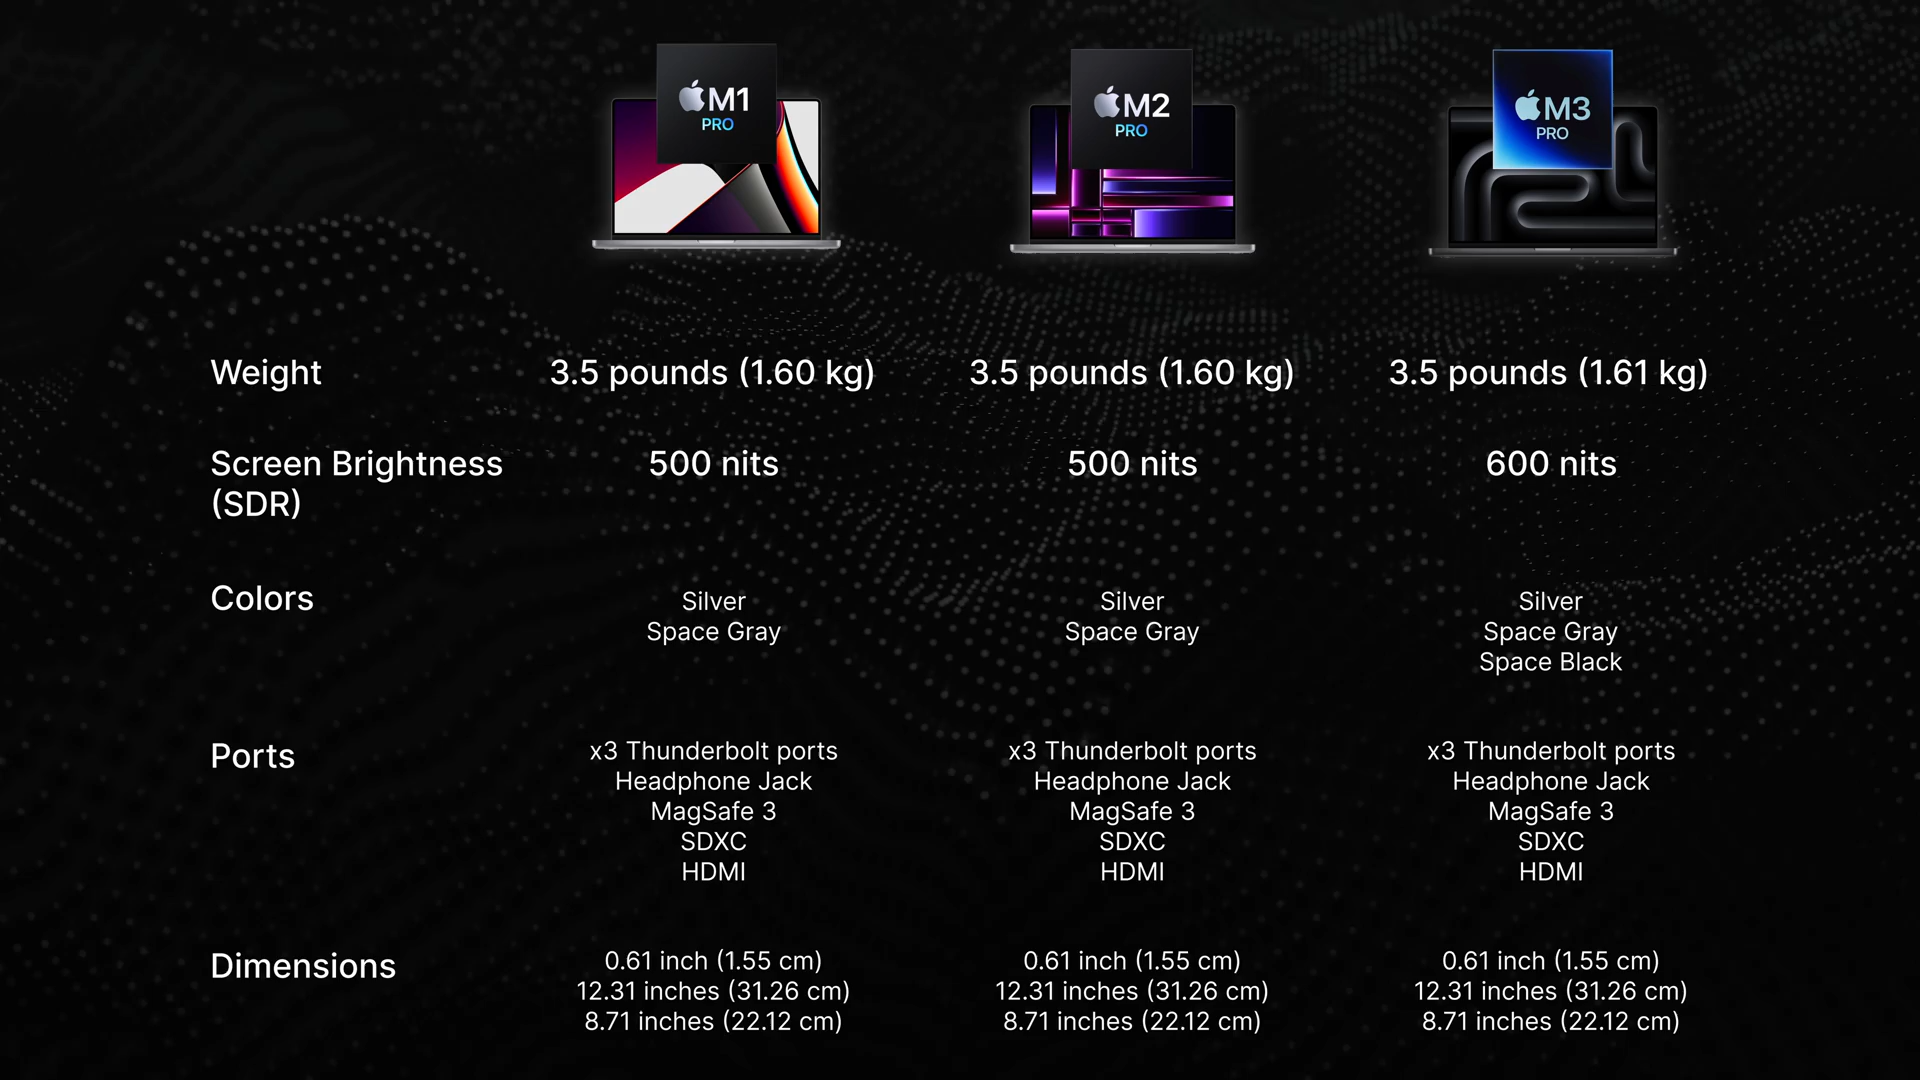 M1
PRO
M2
PRO
M3
PRO
Weight
3.5 pounds (1.60 kg)
3.5 pounds (1.60 kg)
3.5 pounds (1.61 kg)
Screen Brightness
(SDR)
500 nits
500 nits
600 nits
Colors
Silver
Space Gray
Silver
Space Gray
Silver
Space Gray
Space Black
Ports
x3 Thunderbolt ports
Headphone Jack
MagSafe 3
SDXC
HDMI
x3 Thunderbolt ports
Headphone Jack
MagSafe 3
SDXC
HDMI
x3 Thunderbolt ports
Headphone Jack
MagSafe 3
SDXC
HDMI
Dimensions
0.61 inch (1.55 cm)
12.31 inches (31.26 cm)
8.71 inches (22.12 cm)
0.61 inch (1.55 cm)
12.31 inches (31.26 cm)
8.71 inches (22.12 cm)
0.61 inch (1.55 cm)
12.31 inches (31.26 cm)
8.71 inches (22.12 cm)